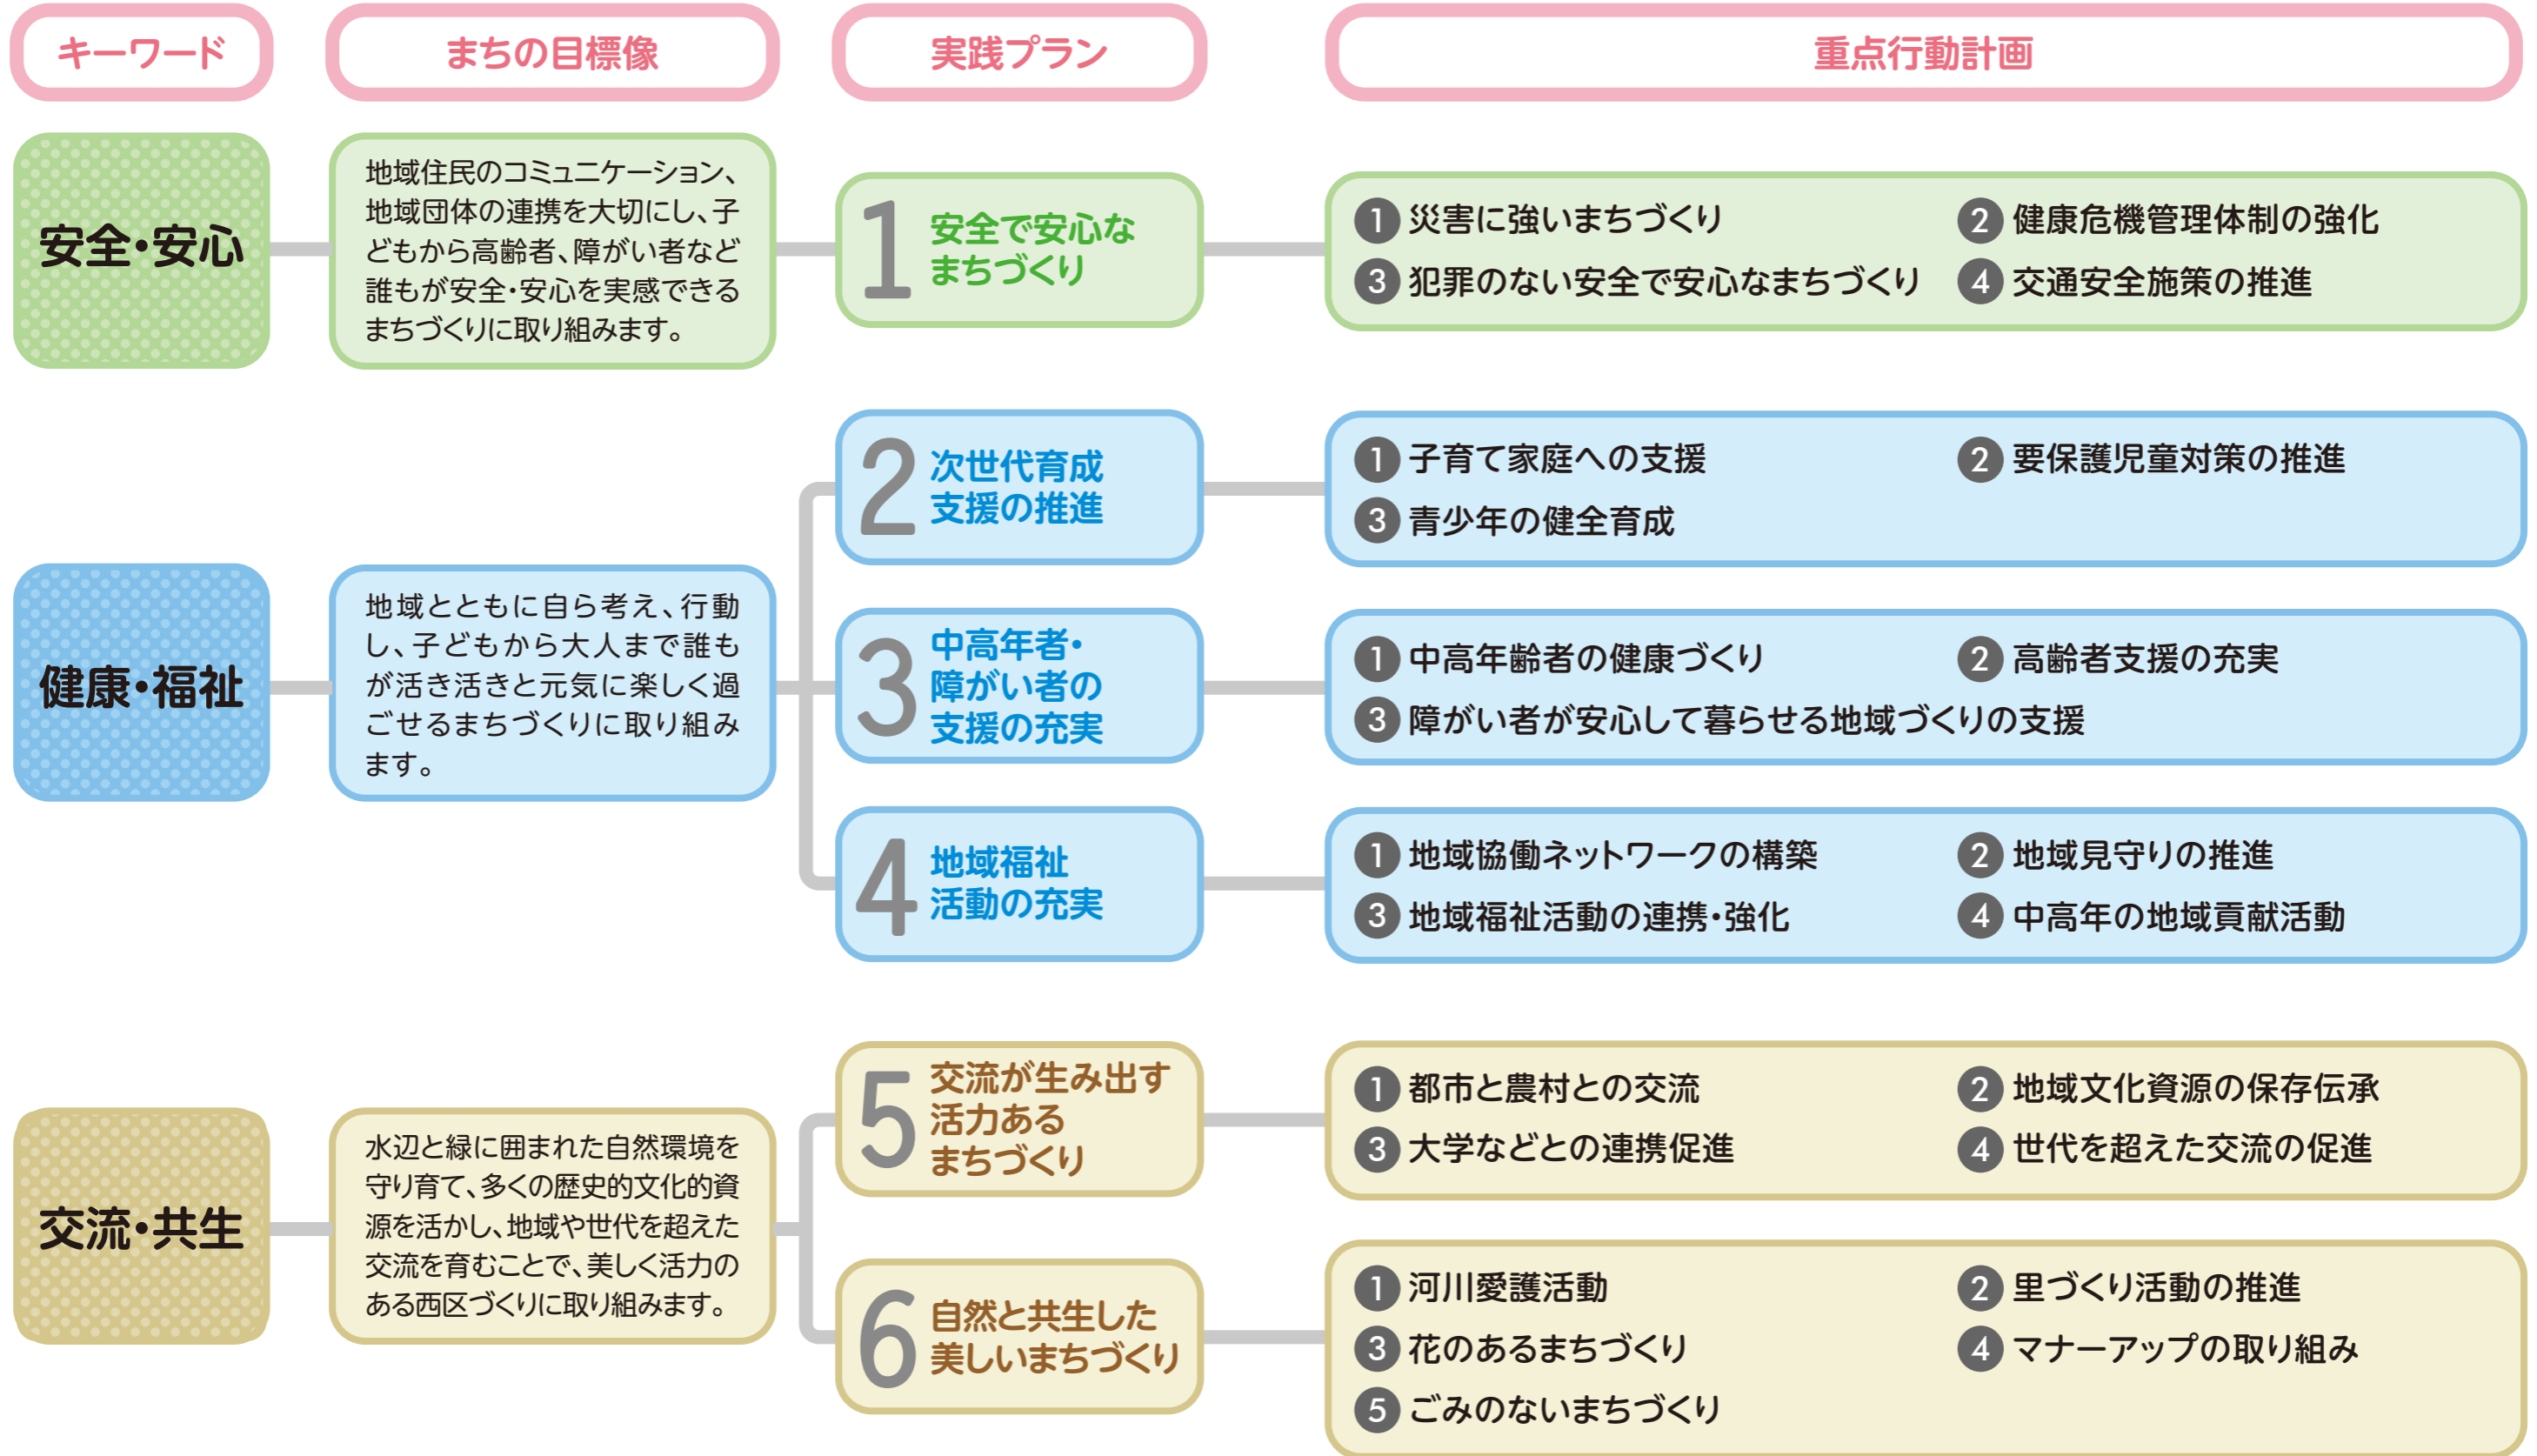 キーワード
まちの目標像
実践プラン
重点行動計画
安全・安心
地域住民のコミュニケーション、
地域団体の連携を大切にし、子
どもから高齢者、障がい者など
誰もが安全・安心を実感できる
まちづくりに取り組みます。
1
安全で安心な
まちづくり
1 災害に強いまちづくり
2 健康危機管理体制の強化
3 犯罪のない安全で安心なまちづくり
4 交通安全施策の推進
健康・福祉
地域とともに自ら考え、行動
し、子どもから大人まで誰も
が活き活きと元気に楽しく過
ごせるまちづくりに取り組み
ます。
2
次世代育成
支援の推進
1 子育て家庭への支援
2 要保護児童対策の推進
3 青少年の健全育成
3
中高年者・
障がい者の
支援の充実
1 中高年齢者の健康づくり
2 高齢者支援の充実
3 障がい者が安心して暮らせる地域づくりの支援
4
地域福祉
活動の充実
1 地域協働ネットワークの構築
2 地域見守りの推進
3 地域福祉活動の連携・強化
4 中高年の地域貢献活動
交流・共生
水辺と緑に囲まれた自然環境を
守り育て、多くの歴史的文化的資
源を活かし、地域や世代を超えた
交流を育むことで、美しく活力の
ある西区づくりに取り組みます。
5
交流が生み出す
活力ある
まちづくり
1 都市と農村との交流
2 地域文化資源の保存伝承
3 大学などとの連携促進
4 世代を超えた交流の促進
6
自然と共生した
美しいまちづくり
1 河川愛護活動
2 里づくり活動の推進
3 花のあるまちづくり
4 マナーアップの取り組み
5 ごみのないまちづくり